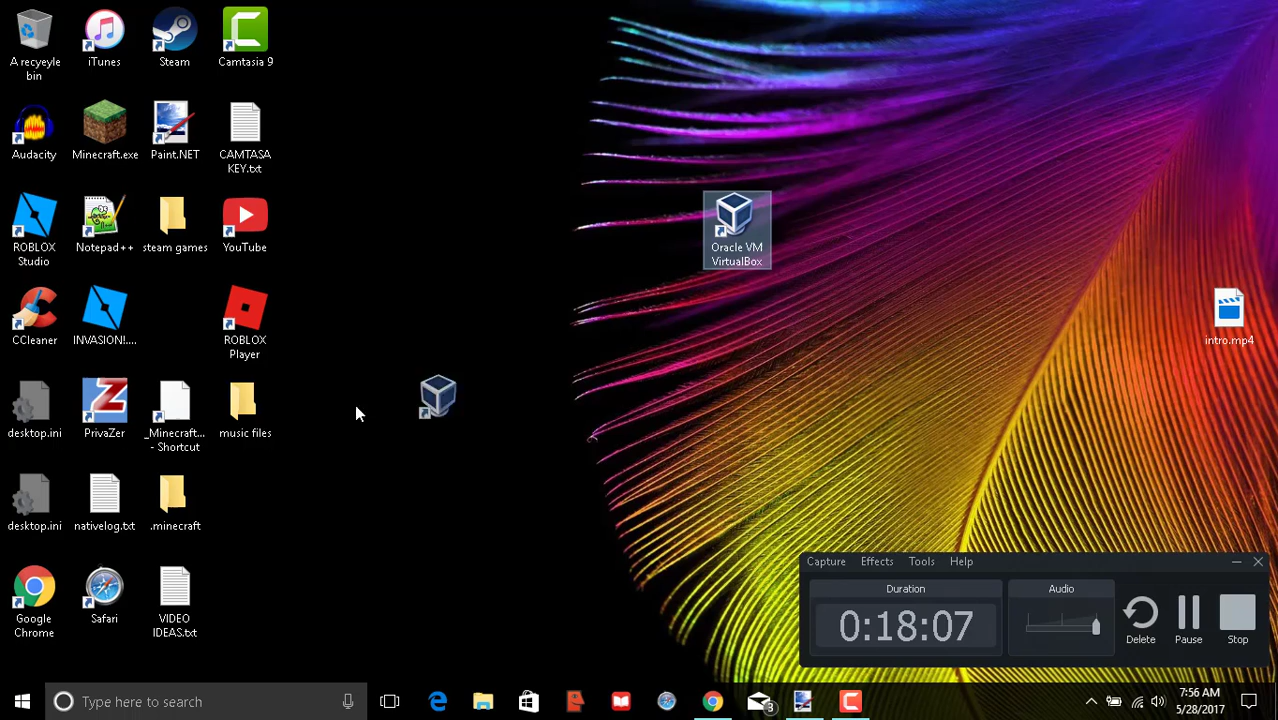 A recyeyle
bin
iTunes
Steam
Camtasia 9
Audacity
Minecraft.exe
Paint.NET
CAMTASA
KEY.txt
ROBLOX
Studio
Notepad++
steam games
YouTube
Oracle VM
VirtualBox
CCleaner
INVASION!....
ROBLOX
Player
intro.mp4
desktop.ini
PrivaZer
_Minecraft...
- Shortcut
music files
desktop.ini
nativelog.txt
.minecraft
Google
Chrome
Safari
VIDEO
IDEAS.txt
Capture Effects Tools Help
Duration
Audio
0:18:07
Delete
Pause
Stop
Type here to search
3
7:56 AM
5/28/2017